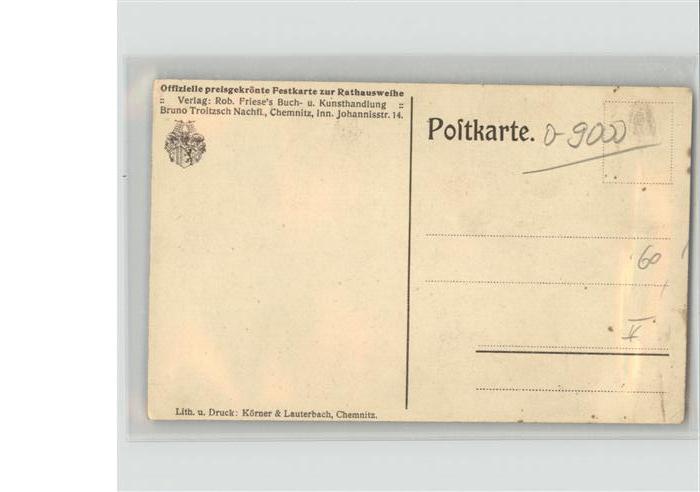 Offizielle preisgekrönte Festkarte zur Rathausweihe
:: Verlag: Rob. Friese's Buch- u. Kunsthandlung ::
Bruno Troitzsch Nachfl., Chemnitz, Inn. Johannisstr. 14.
Poſtkarte. D-9000
60
V
Lith. u. Druck: Körner & Lauterbach, Chemnitz.